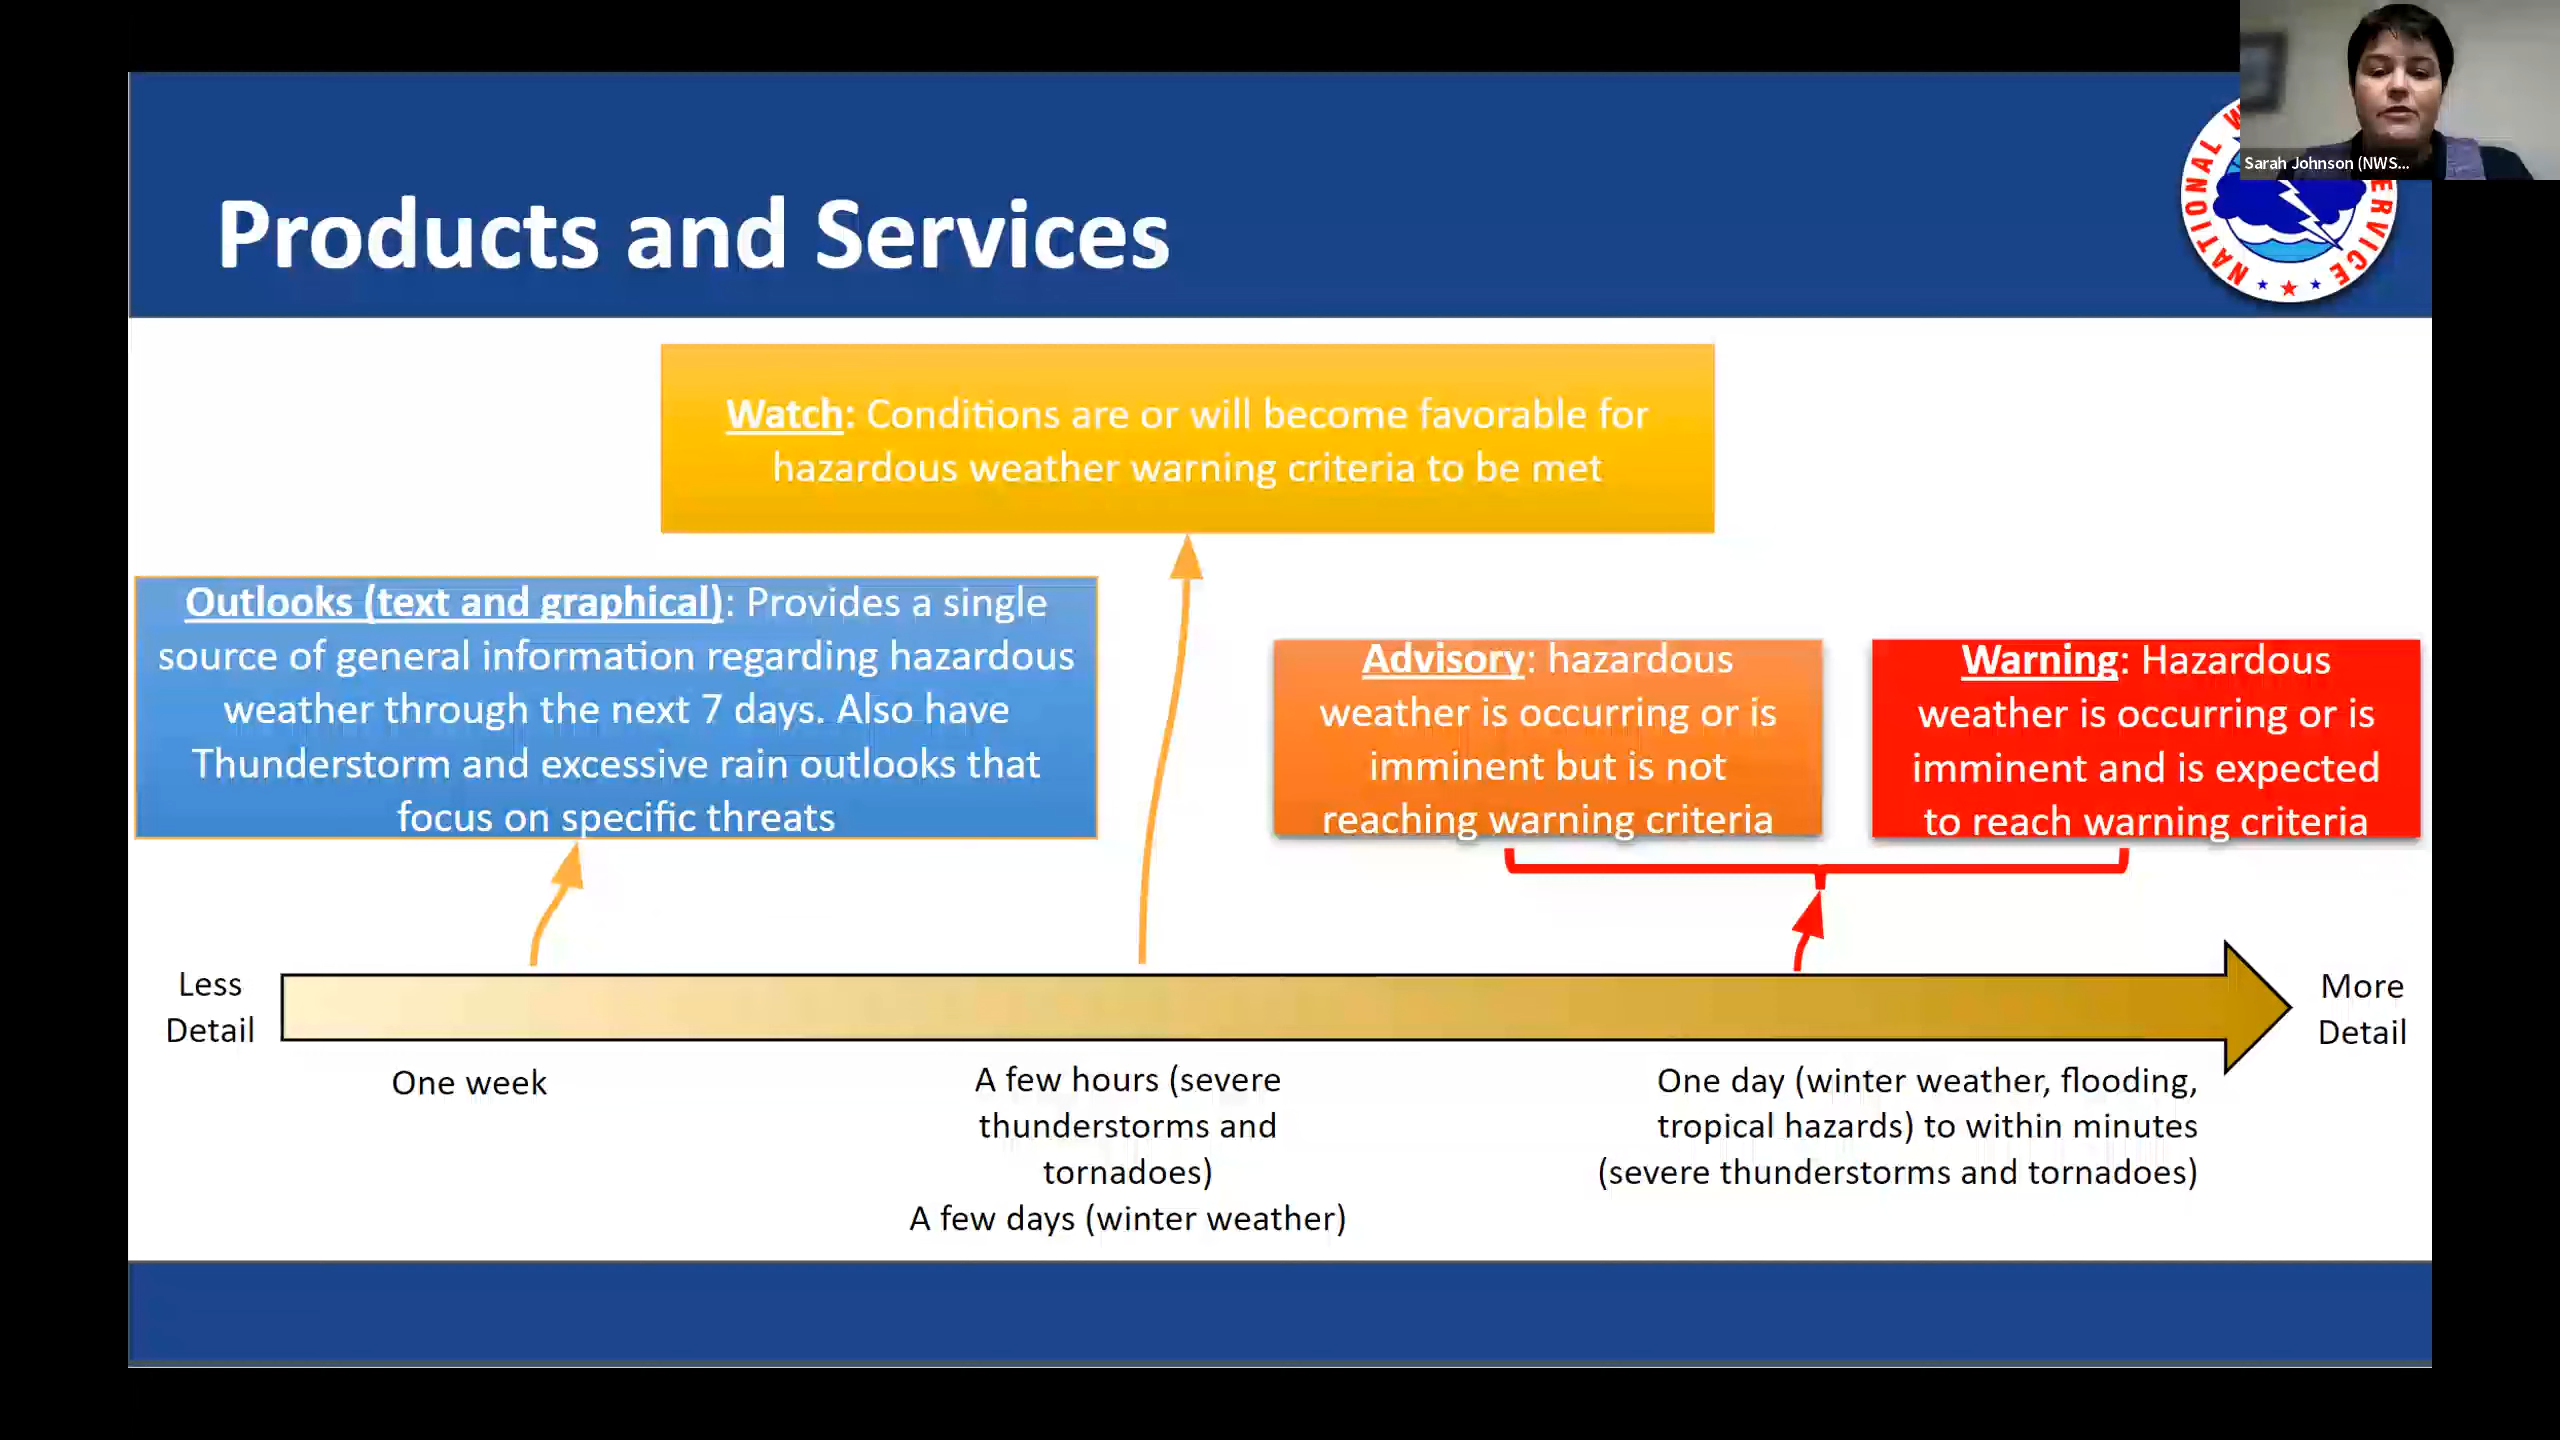 Sarah Johnson (NWS...
Products and Services
NATIONAL W
ERVICE
Watch: Conditions are or will become favorable for
hazardous weather warning criteria to be met
Outlooks (text and graphical): Provides a single
source of general information regarding hazardous
weather through the next 7 days. Also have
Thunderstorm and excessive rain outlooks that
focus on specific threats
Advisory: hazardous
weather is occurring or is
imminent but is not
reaching warning criteria
Warning: Hazardous
weather is occurring or is
imminent and is expected
to reach warning criteria
Less
Detail
More
Detail
One week
A few hours (severe
thunderstorms and
tornadoes)
A few days (winter weather)
One day (winter weather, flooding,
tropical hazards) to within minutes
(severe thunderstorms and tornadoes)